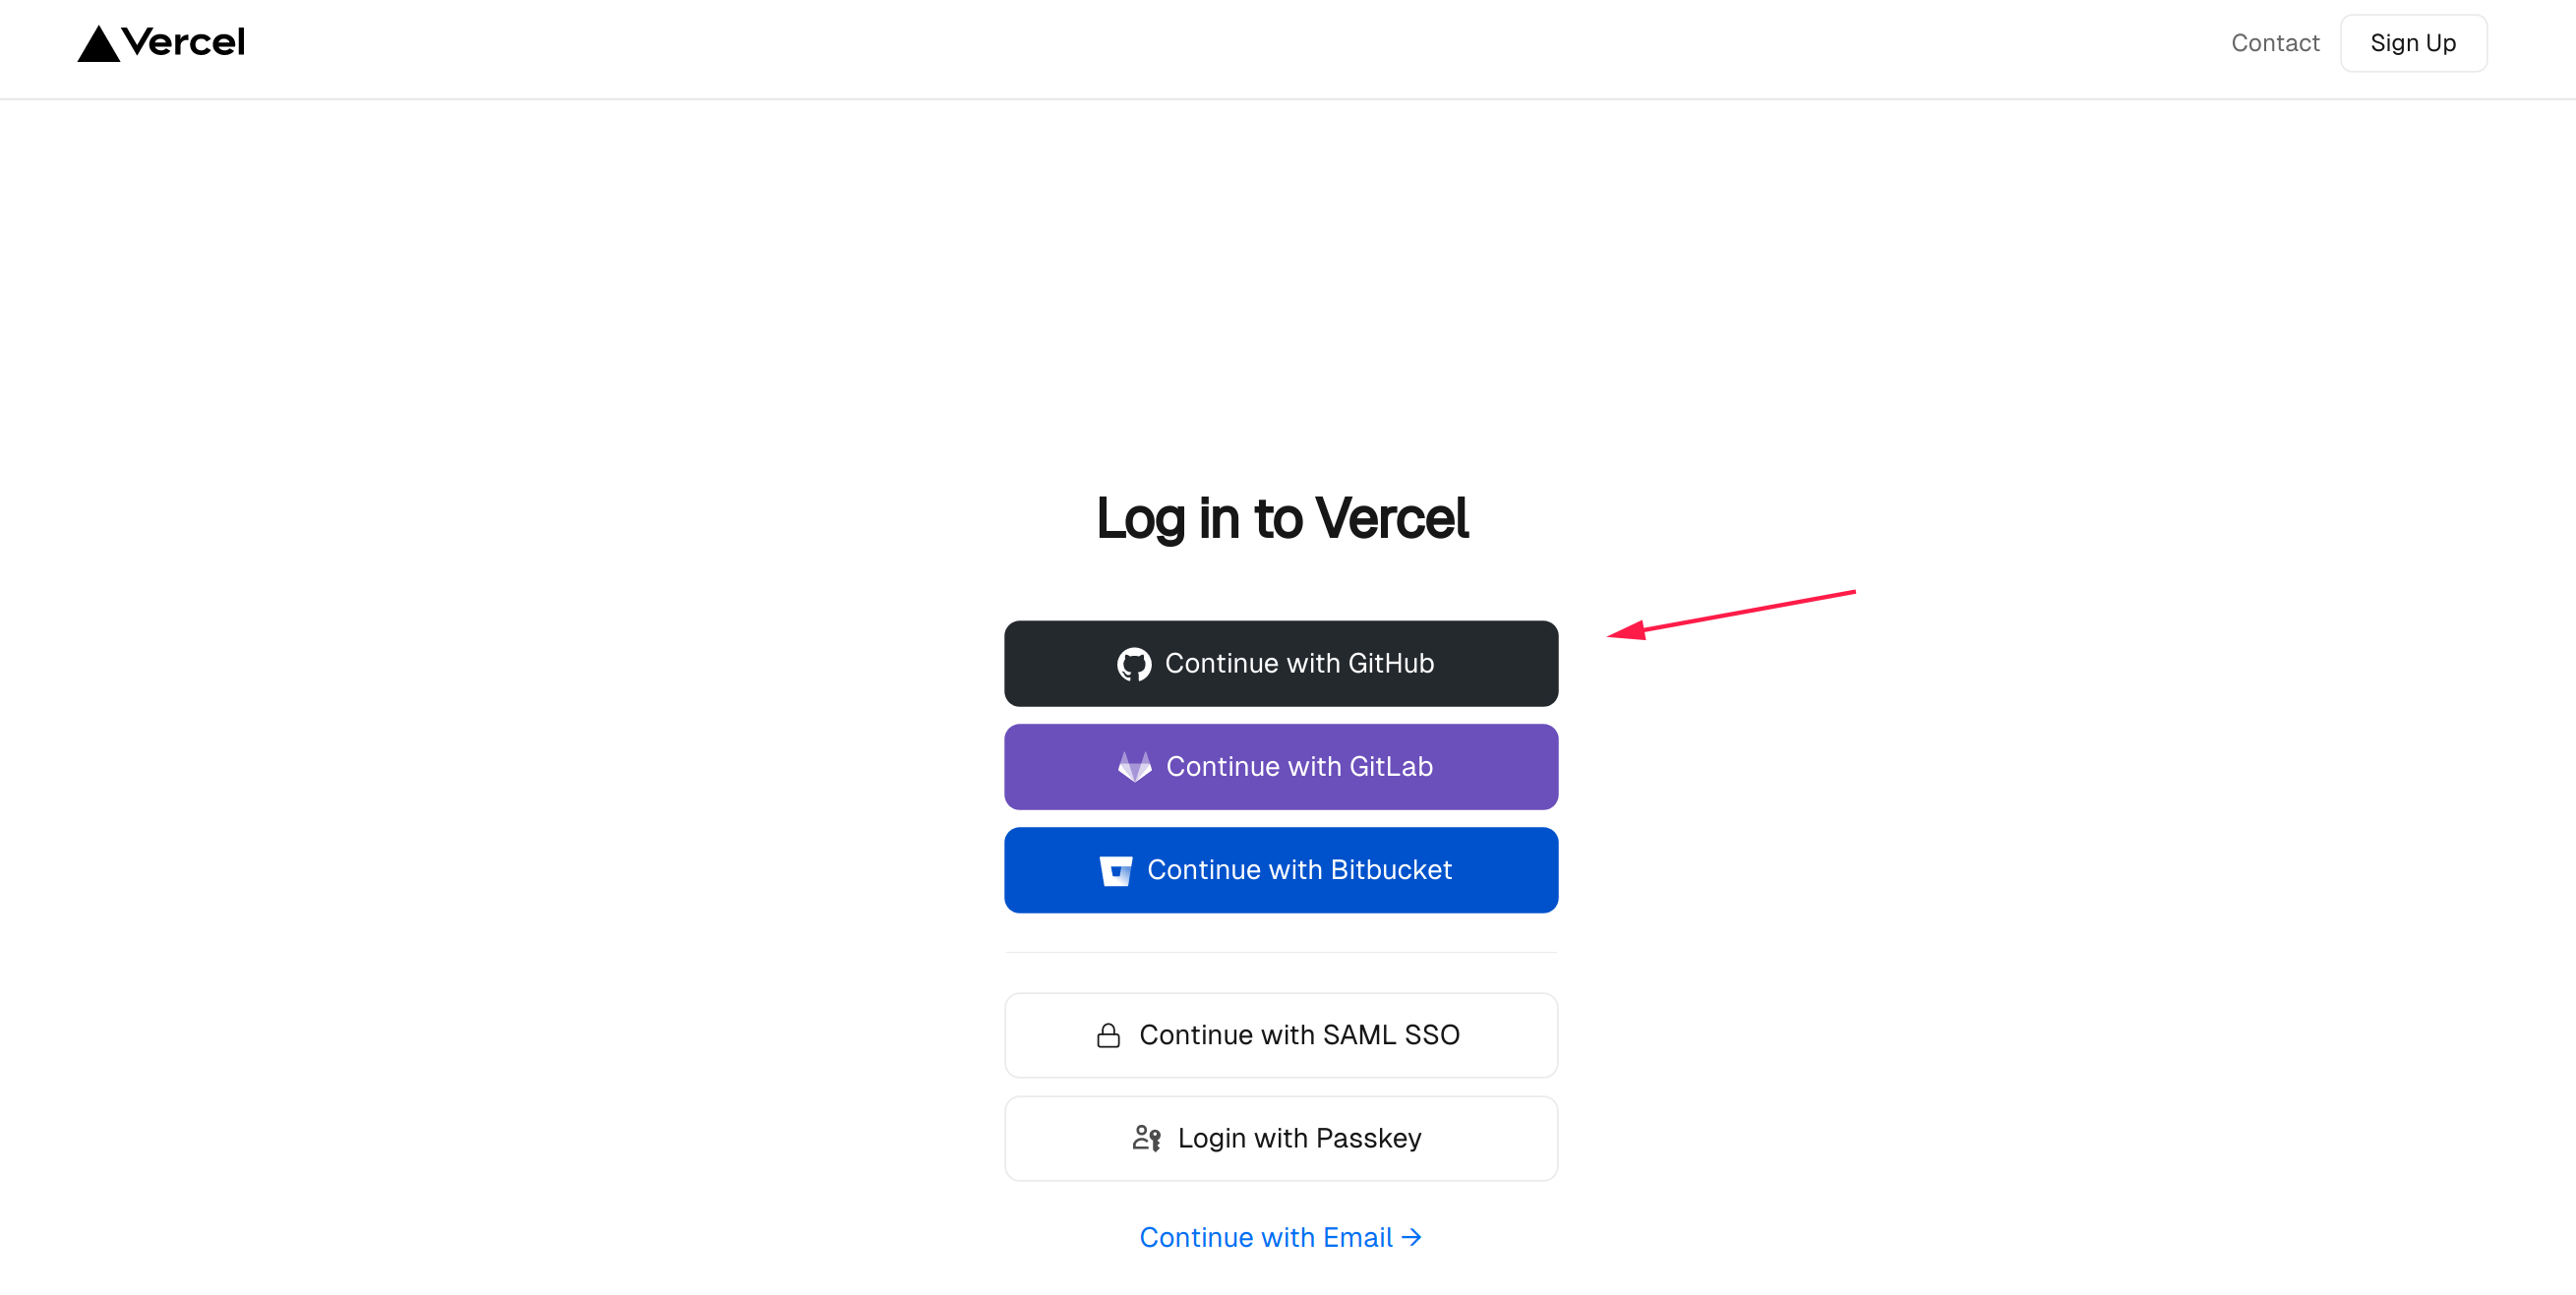 Vercel
Contact
Sign Up
Log in to Vercel
Continue with GitHub
Continue with GitLab
Continue with Bitbucket
Continue with SAML SSO
Login with Passkey
Continue with Email →